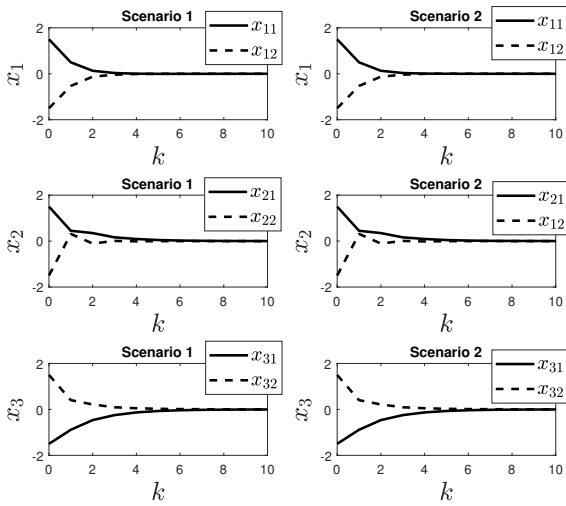 Scenario 1
x11
x12
2
0
-2
x1
0 2 4 6 8 10
k
Scenario 2
x11
x12
2
0
-2
x1
0 2 4 6 8 10
k
Scenario 1
x21
x22
2
0
-2
x2
0 2 4 6 8 10
k
Scenario 2
x21
x12
2
0
-2
x2
0 2 4 6 8 10
k
Scenario 1
x31
x32
2
0
-2
x3
0 2 4 6 8 10
k
Scenario 2
x31
x32
2
0
-2
x3
0 2 4 6 8 10
k